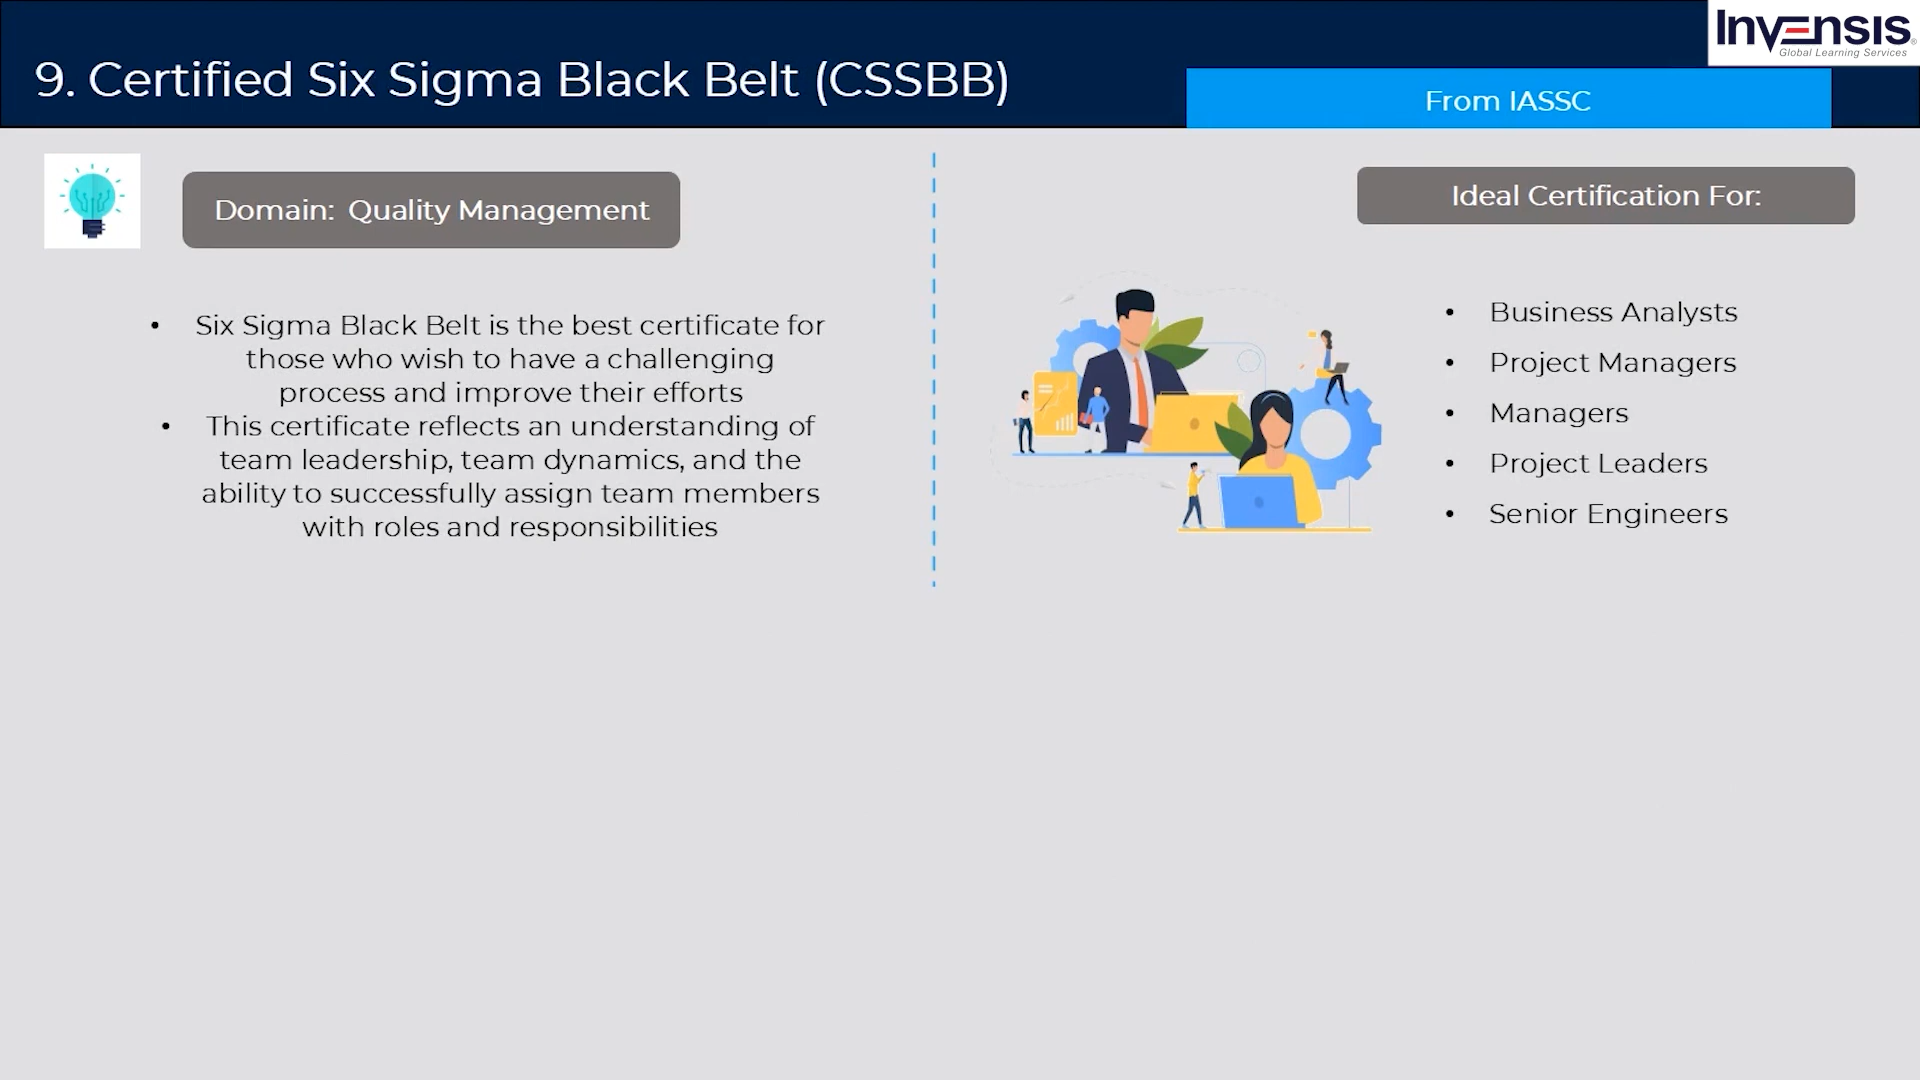 Invensis
Global Learning Services
9. Certified Six Sigma Black Belt (CSSBB)
From IASSC
Domain: Quality Management
• Six Sigma Black Belt is the best certificate for
those who wish to have a challenging
process and improve their efforts
• This certificate reflects an understanding of
team leadership, team dynamics, and the
ability to successfully assign team members
with roles and responsibilities
Ideal Certification For:
• Business Analysts
• Project Managers
• Managers
• Project Leaders
• Senior Engineers